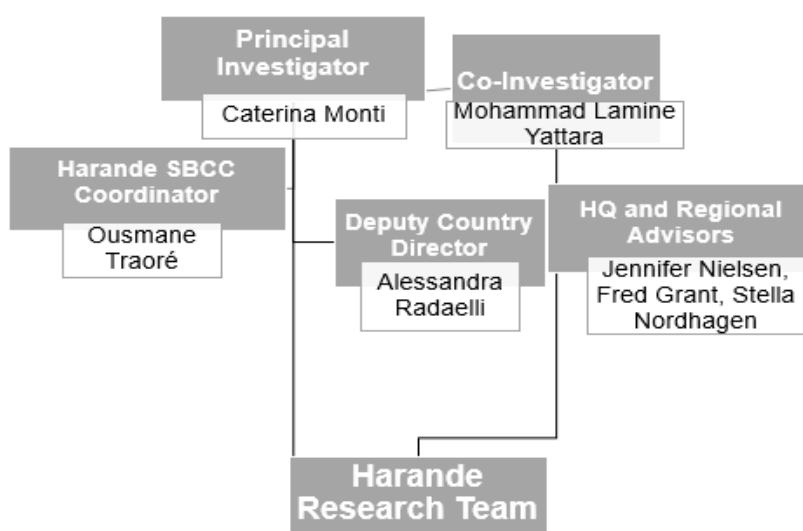 Principal
Investigator
Caterina Monti
Co-Investigator
Mohammad Lamine
Yattara
Harande SBCC
Coordinator
Ousmane
Traoré
Deputy Country
Director
Alessandra
Radaelli
HQ and Regional
Advisors
Jennifer Nielsen,
Fred Grant, Stella
Nordhagen
Harande
Research Team